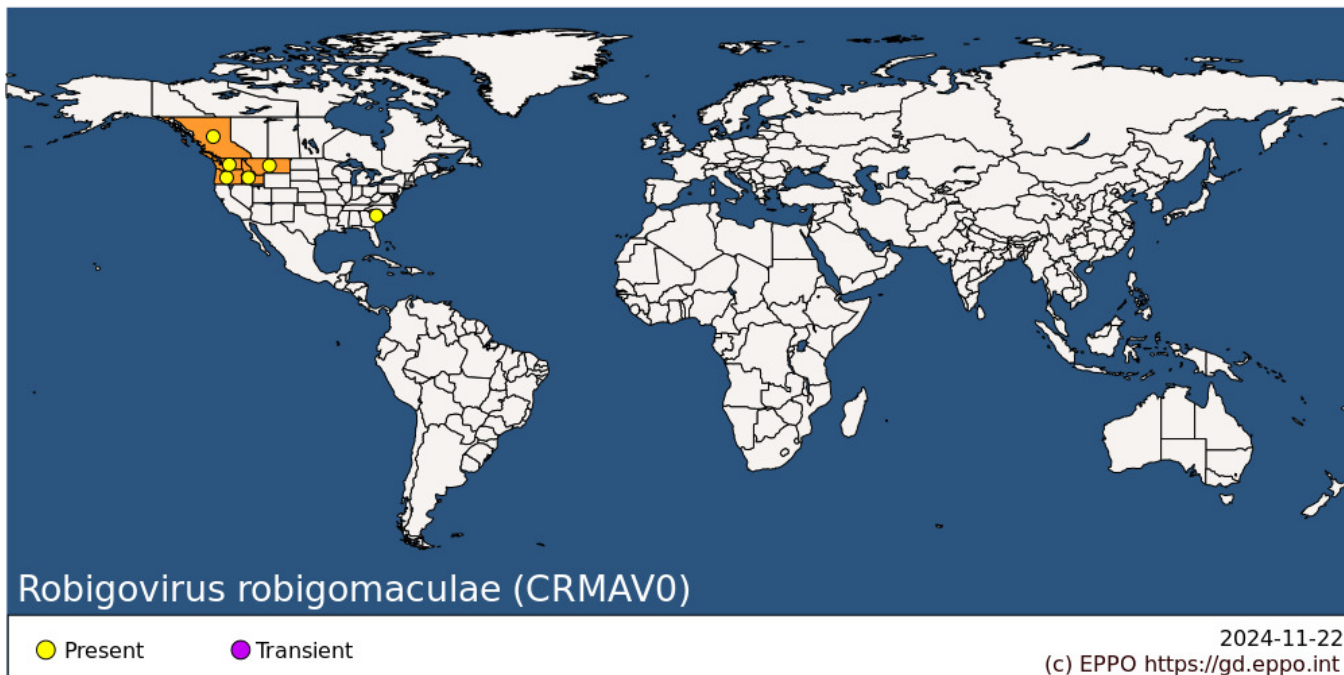 Robigovirus robigomaculae (CRMAV0)
Present
Transient
2024-11-22
(c) EPPO https://gd.eppo.int